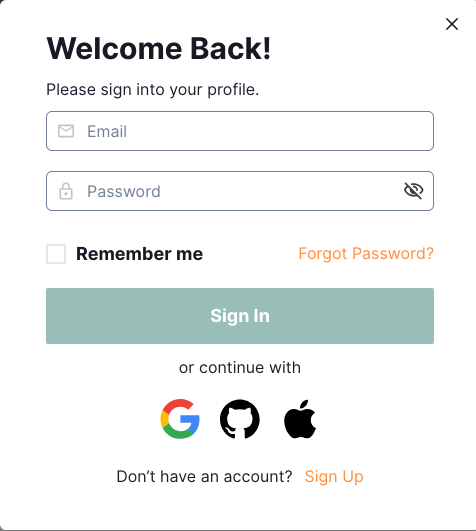 Welcome Back!
Please sign into your profile.
Email
Password
Remember me Forgot Password?
Sign In
or continue with
Don’t have an account? Sign Up